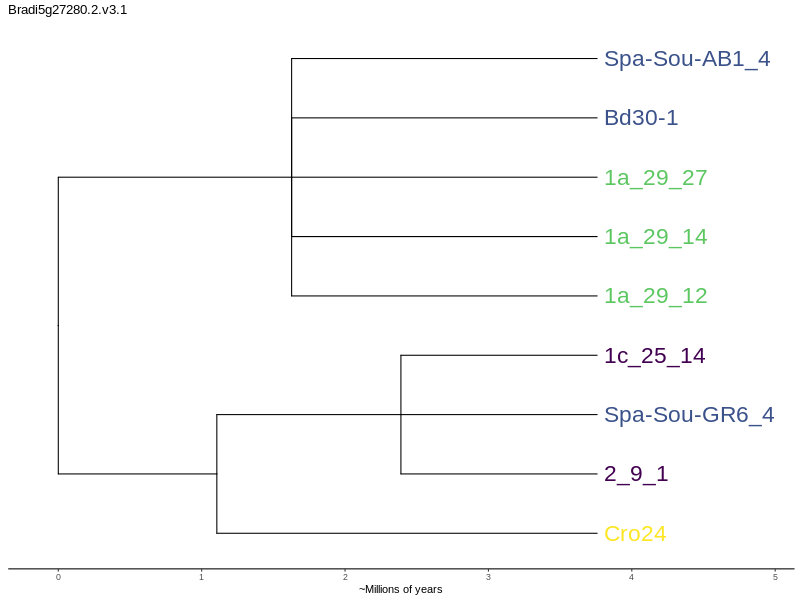 Bradi5g27280.2.v3.1
Spa-Sou-AB1_4
Bd30-1
1a_29_27
1a_29_14
1a_29_12
1c_25_14
Spa-Sou-GR6_4
2_9_1
Cro24
0 1 2 3 4 5
~Millions of years